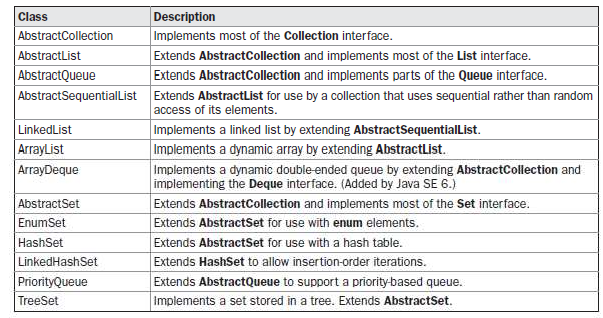 Class Description
AbstractCollection Implements most of the Collection interface.
AbstractList Extends AbstractCollection and implements most of the List interface.
AbstractQueue Extends AbstractCollection and implements parts of the Queue interface.
AbstractSequentialList Extends AbstractList for use by a collection that uses sequential rather than random
access of its elements.
LinkedList Implements a linked list by extending AbstractSequentialList.
ArrayList Implements a dynamic array by extending AbstractList.
ArrayDeque Implements a dynamic double-ended queue by extending AbstractCollection and
implementing the Deque interface. (Added by Java SE 6.)
AbstractSet Extends AbstractCollection and implements most of the Set interface.
EnumSet Extends AbstractSet for use with enum elements.
HashSet Extends AbstractSet for use with a hash table.
LinkedHashSet Extends HashSet to allow insertion-order iterations.
PriorityQueue Extends AbstractQueue to support a priority-based queue.
TreeSet Implements a set stored in a tree. Extends AbstractSet.